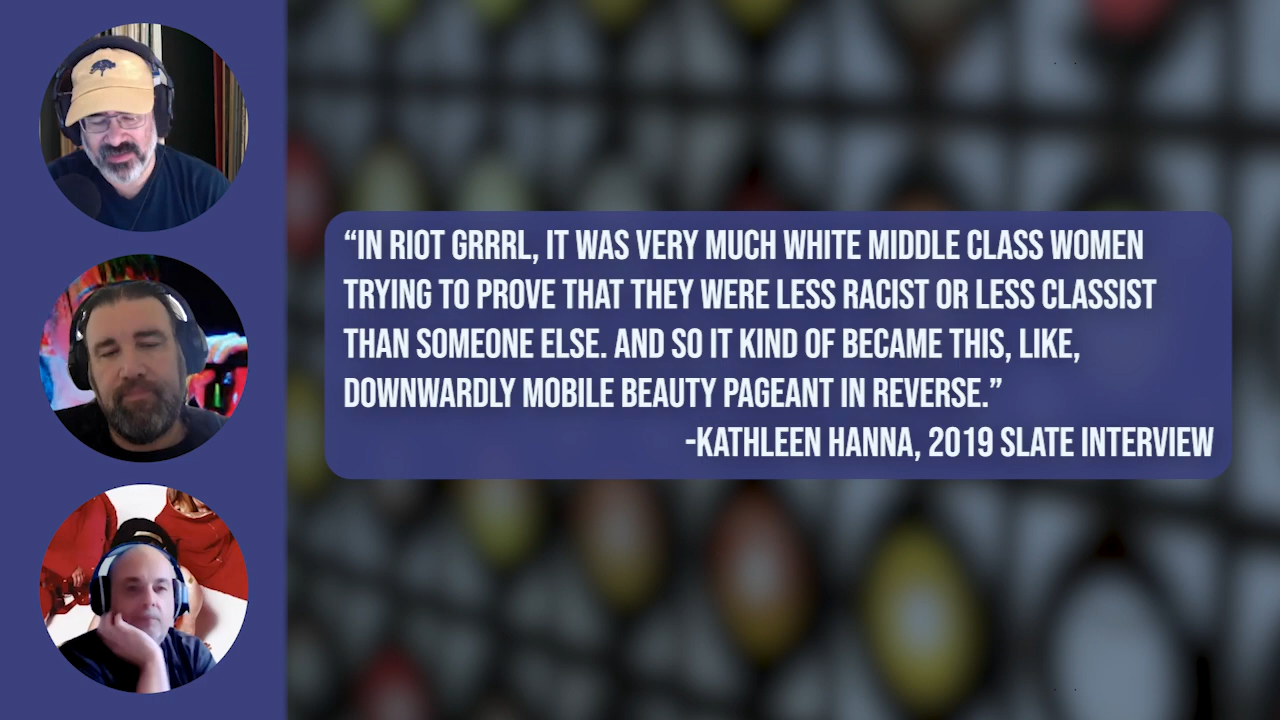 “IN RIOT GRRRL, IT WAS VERY MUCH WHITE MIDDLE CLASS WOMEN
TRYING TO PROVE THAT THEY WERE LESS RACIST OR LESS CLASSIST
THAN SOMEONE ELSE. AND SO IT KIND OF BECAME THIS, LIKE,
DOWNWARDLY MOBILE BEAUTY PAGEANT IN REVERSE.”
-KATHLEEN HANNA, 2019 SLATE INTERVIEW